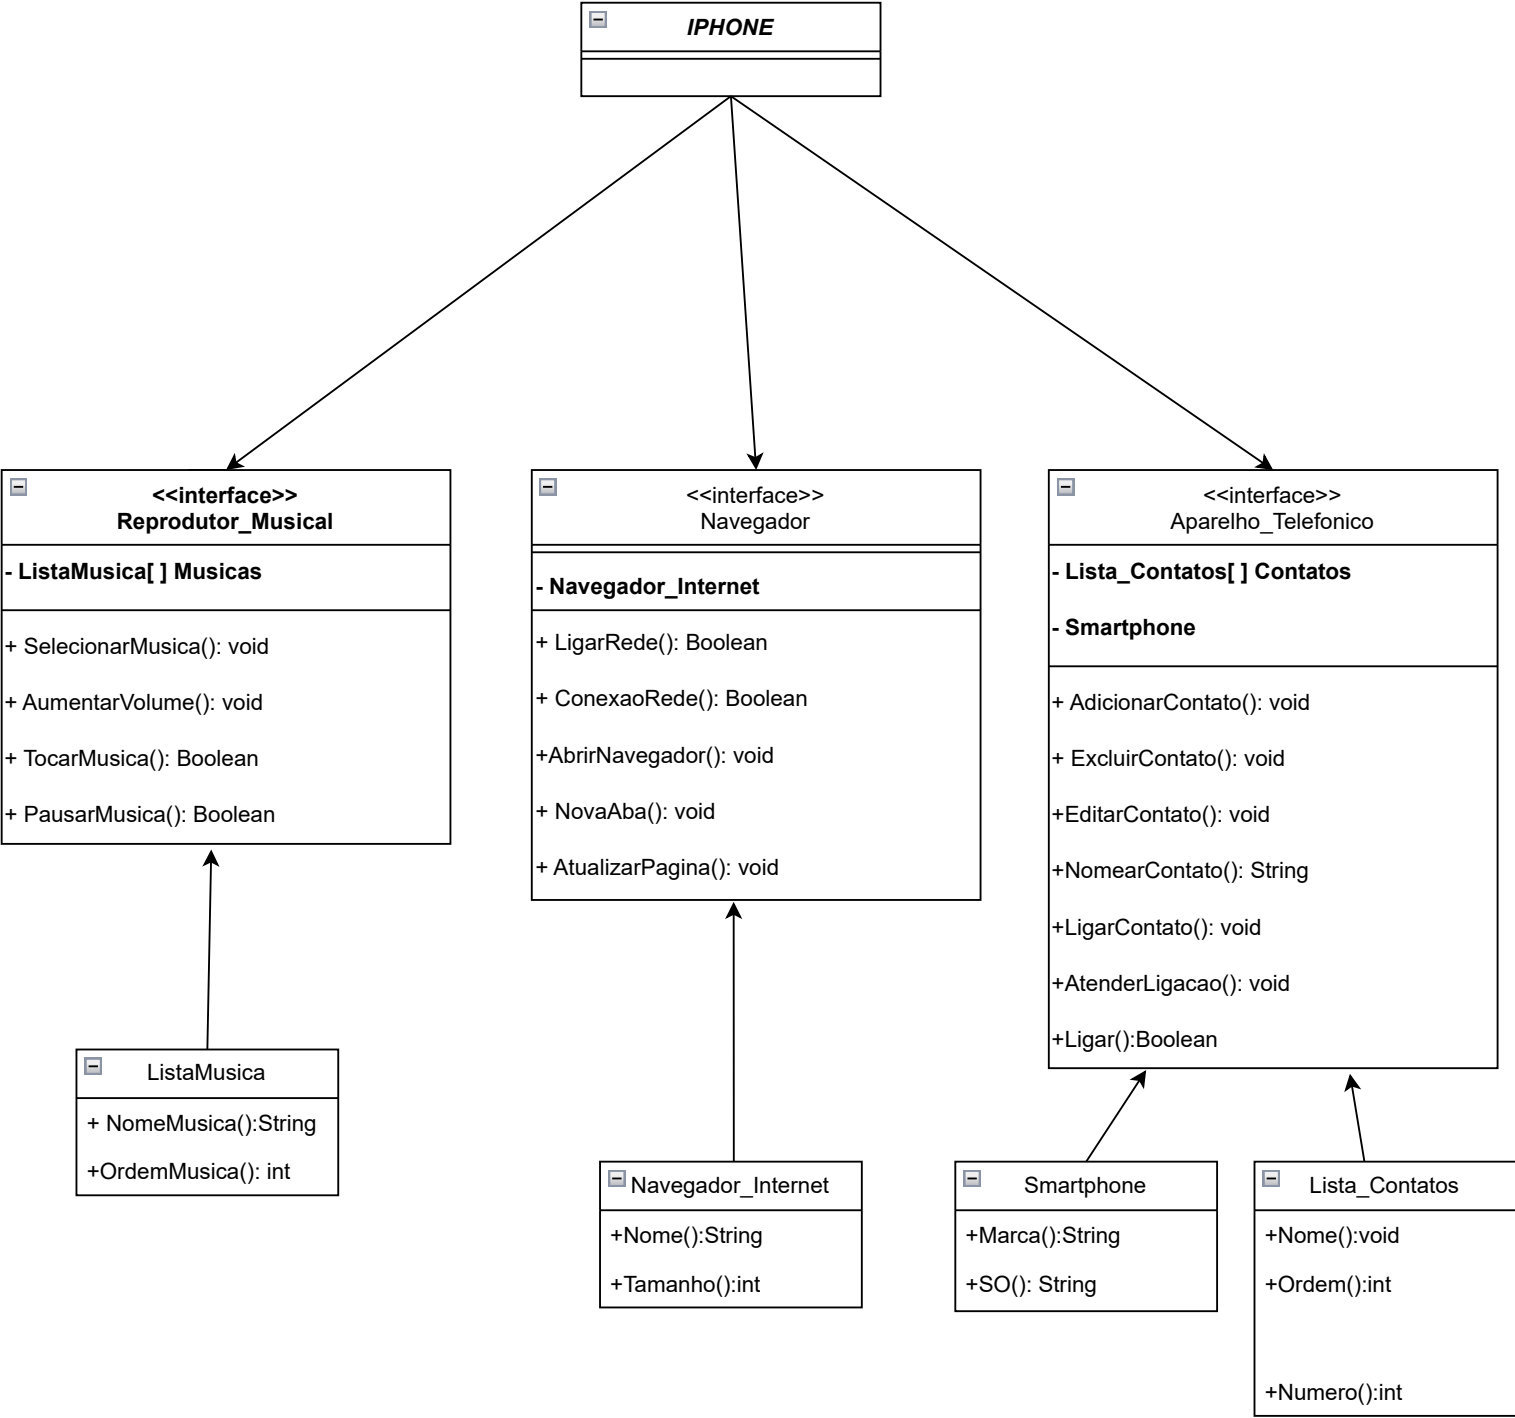 IPHONE
<<interface>>
Reprodutor_Musical
- ListaMusica[ ] Musicas
+ SelecionarMusica(): void
+ AumentarVolume(): void
+ TocarMusica(): Boolean
+ PausarMusica(): Boolean
<<interface>>
Navegador
- Navegador_Internet
+ LigarRede(): Boolean
+ ConexaoRede(): Boolean
+AbrirNavegador(): void
+ NovaAba(): void
+ AtualizarPagina(): void
<<interface>>
Aparelho_Telefonico
- Lista_Contatos[ ] Contatos
- Smartphone
+ AdicionarContato(): void
+ ExcluirContato(): void
+EditarContato(): void
+NomearContato(): String
+LigarContato(): void
+AtenderLigacao(): void
+Ligar():Boolean
ListaMusica
+ NomeMusica():String
+OrdemMusica(): int
Navegador_Internet
+Nome():String
+Tamanho():int
Smartphone
+Marca():String
+SO(): String
Lista_Contatos
+Nome():void
+Ordem():int
+Numero():int